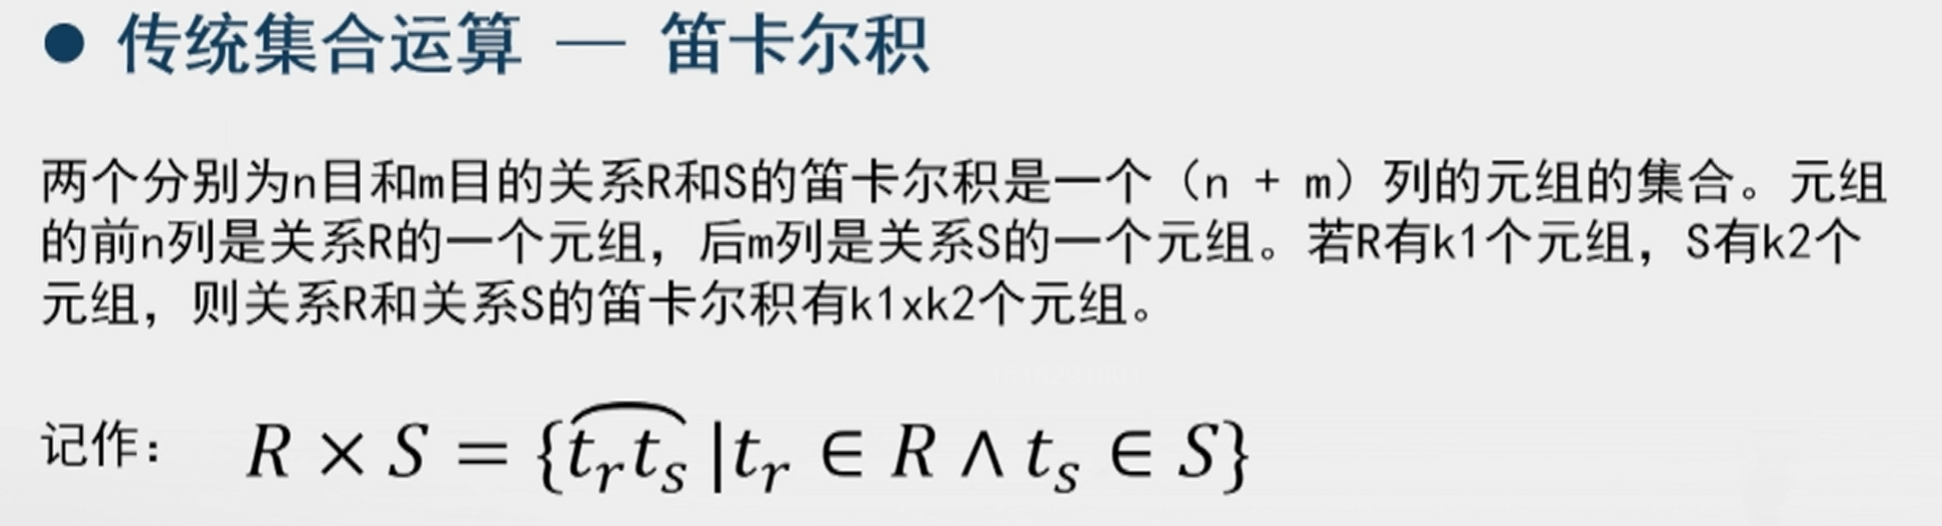 ● 传统集合运算 — 笛卡尔积
两个分别为n目和m目的关系R和S的笛卡尔积是一个（n + m）列的元组的集合。元组
的前n列是关系R的一个元组，后m列是关系S的一个元组。若R有k1个元组，S有k2个
元组，则关系R和关系S的笛卡尔积有k1xk2个元组。
记作： $R \times S = \{\overset{\frown}{t_r t_s} \mid t_r \in R \land t_s \in S\}$